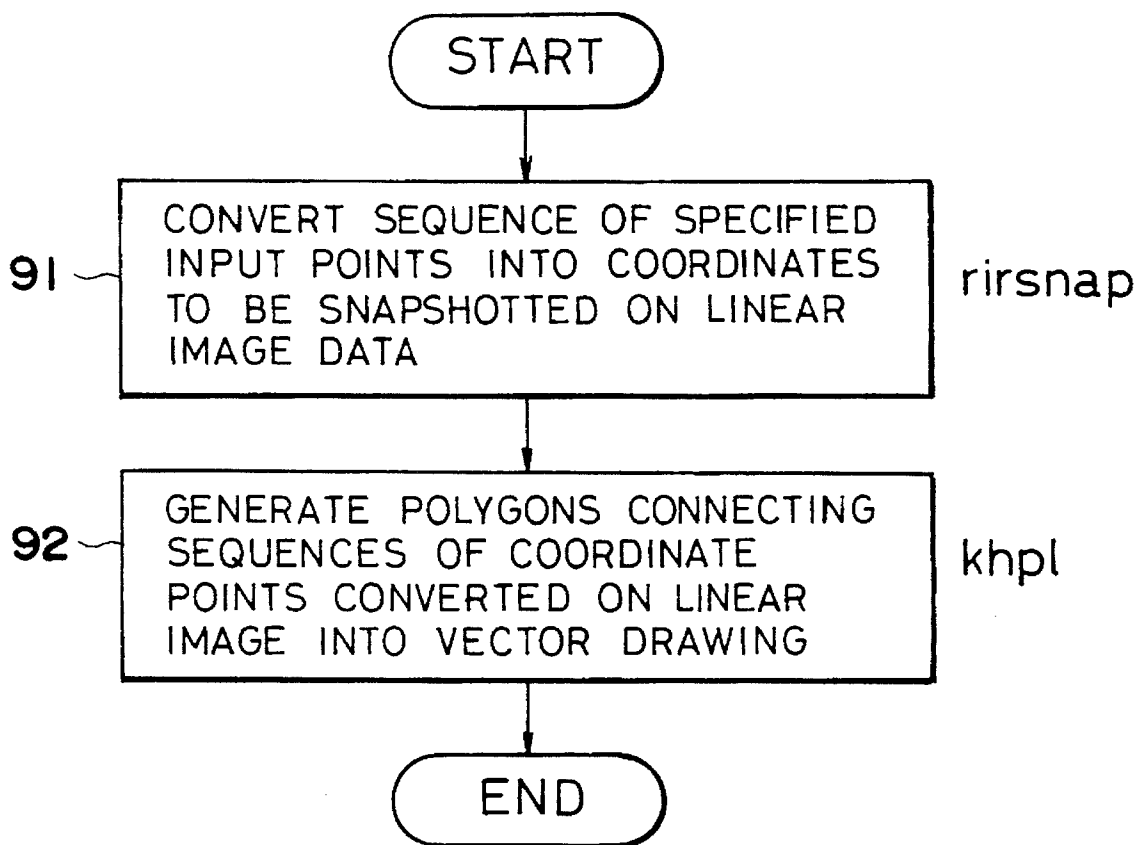 START
CONVERT SEQUENCE OF SPECIFIED
INPUT POINTS INTO COORDINATES
TO BE SNAPSHOTTED ON LINEAR
IMAGE DATA
91
rirsnap
GENERATE POLYGONS CONNECTING
SEQUENCES OF COORDINATE
POINTS CONVERTED ON LINEAR
IMAGE INTO VECTOR DRAWING
92
khpl
END